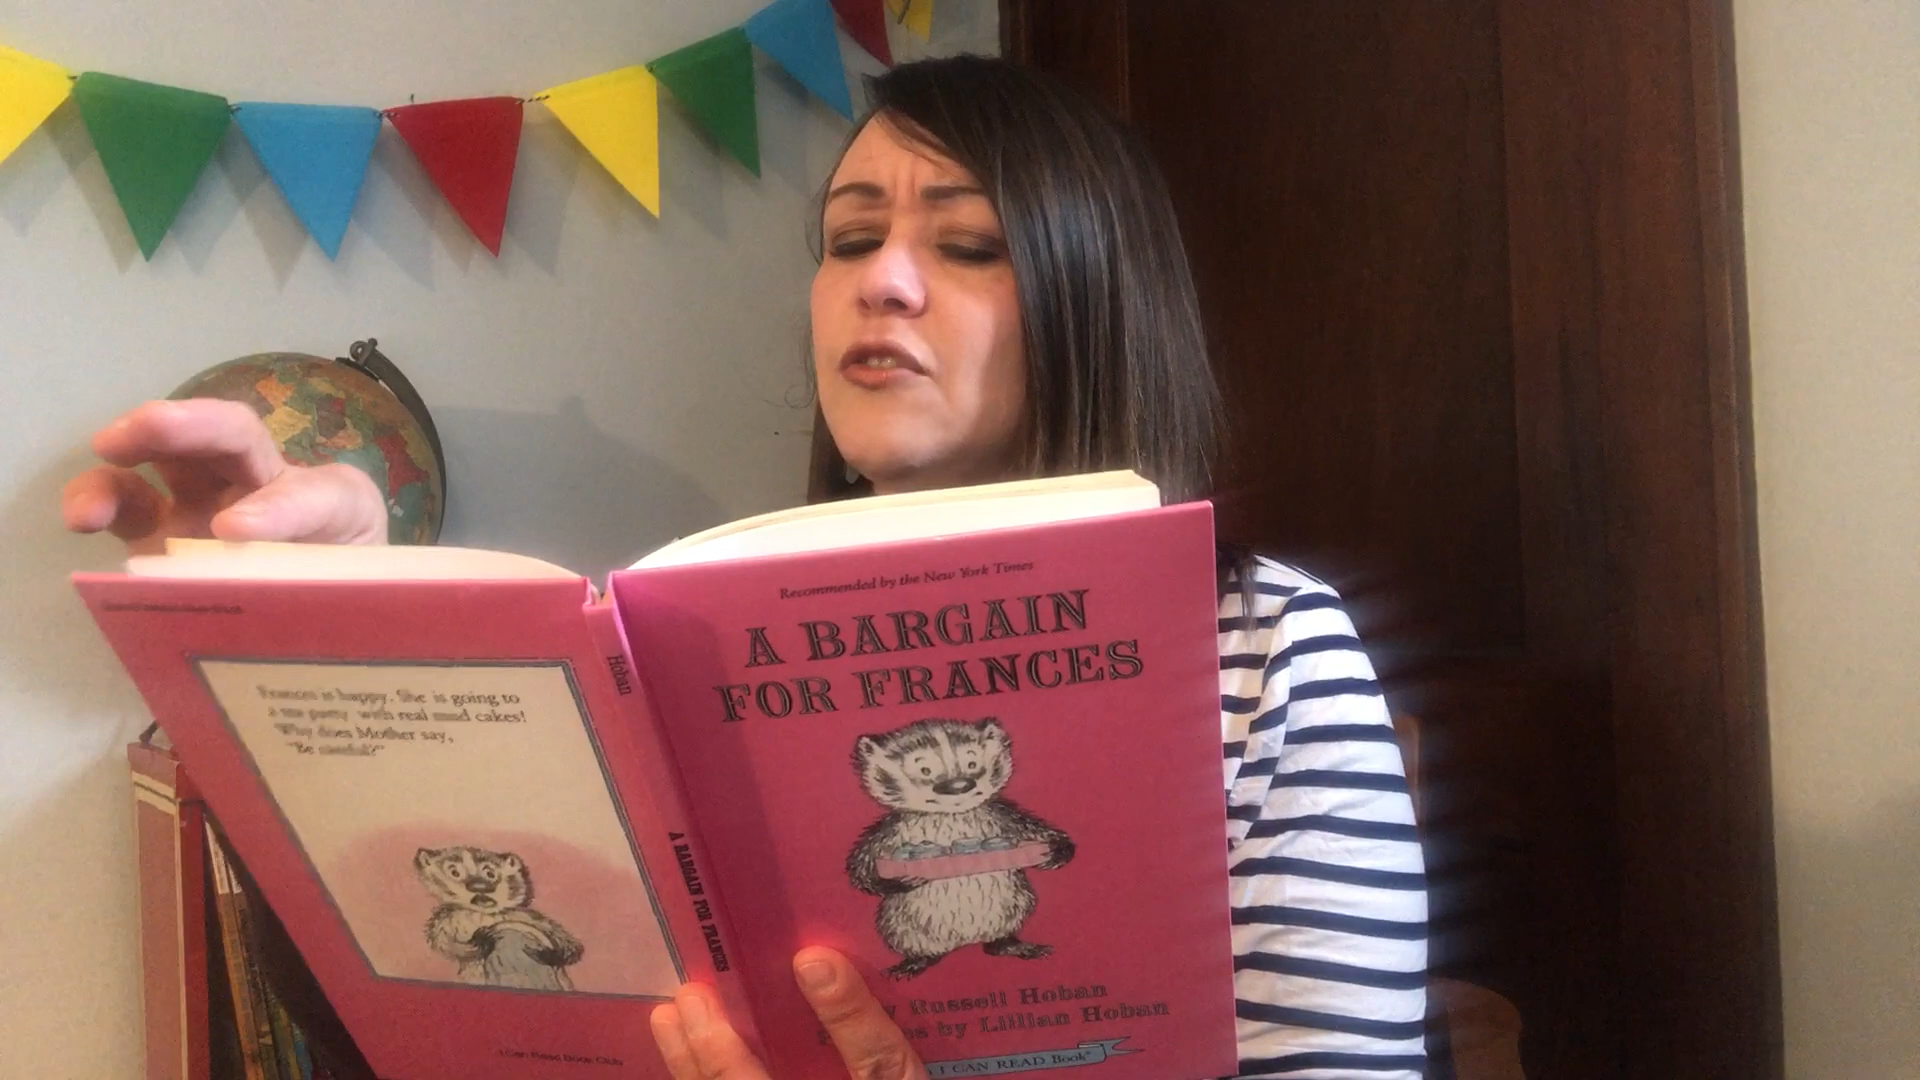 Frances is happy. She is going to
a tea party with real mud cakes!
Why does Mother say,
"Be careful?"
I Can Read Book Club
Hoban
A BARGAIN FOR FRANCES
Recommended by the New York Times
A BARGAIN
FOR FRANCES
Russell Hoban
by Lillian Hoban
I CAN READ Book®